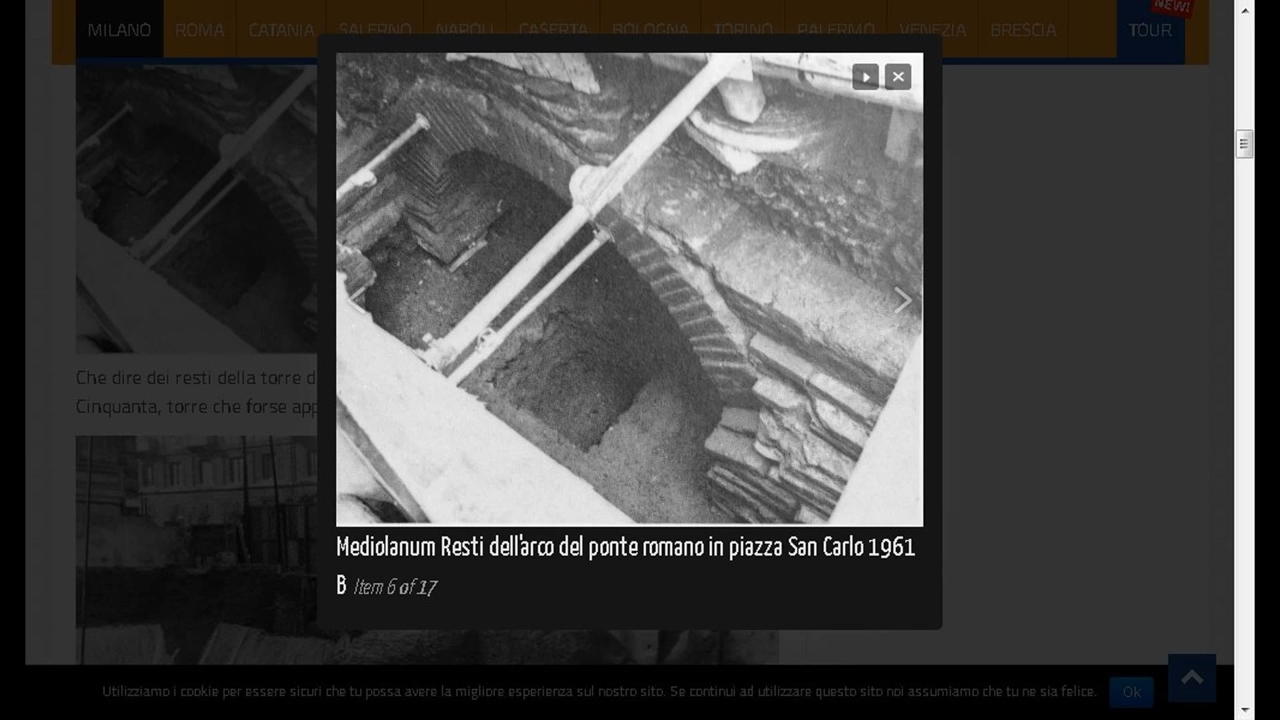 MILANO ROMA CATANIA SALERNO NAPOLI CASERTA BOLOGNA TORINO PALERMO VENEZIA BRESCIA TOUR NEW!
Che dire dei resti della torre d
Cinquanta, torre che forse app
Mediolanum Resti dell'arco del ponte romano in piazza San Carlo 1961
B Item 6 of 17
Utilizziamo i cookie per essere sicuri che tu possa avere la migliore esperienza sul nostro sito. Se continui ad utilizzare questo sito noi assumiamo che tu ne sia felice. Ok